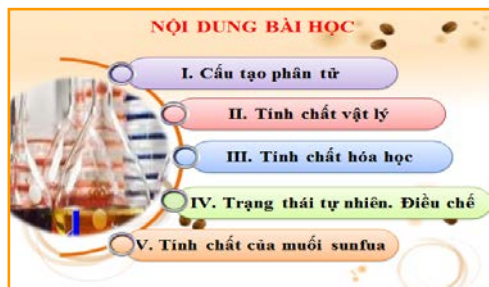 NỘI DUNG BÀI HỌC
I. Cấu tạo phân tử
II. Tính chất vật lý
III. Tính chất hóa học
IV. Trạng thái tự nhiên. Điều chế
V. Tính chất của muối sunfua